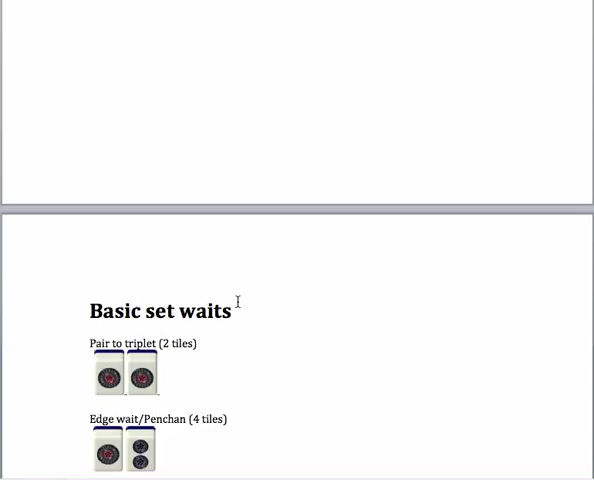 Basic set waits
Pair to triplet (2 tiles)
Edge wait/Penchan (4 tiles)